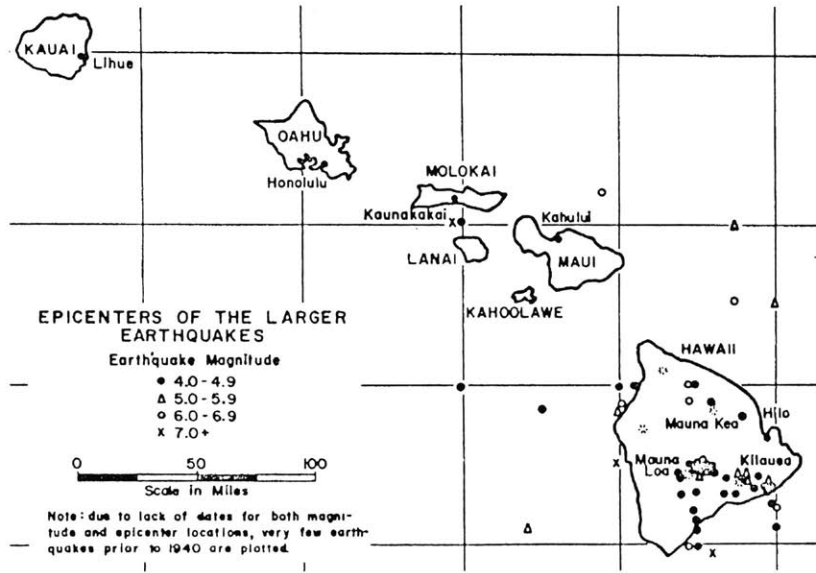 KAUAI
Lihue
OAHU
Honolulu
MOLOKAI
Kaunakakai
LANAI
Kahului
MAUI
KAHOOLAWE
HAWAII
Mauna Kea
Hilo
Mauna
Loa
Kilauea
EPICENTERS OF THE LARGER
EARTHQUAKES
Earthquake Magnitude
● 4.0-4.9
△ 5.0-5.9
○ 6.0-6.9
x 7.0+
0 50 100
Scale in Miles
Note: due to lack of dates for both magni-
tude and epicenter locations, very few earth-
quakes prior to 1940 are plotted.